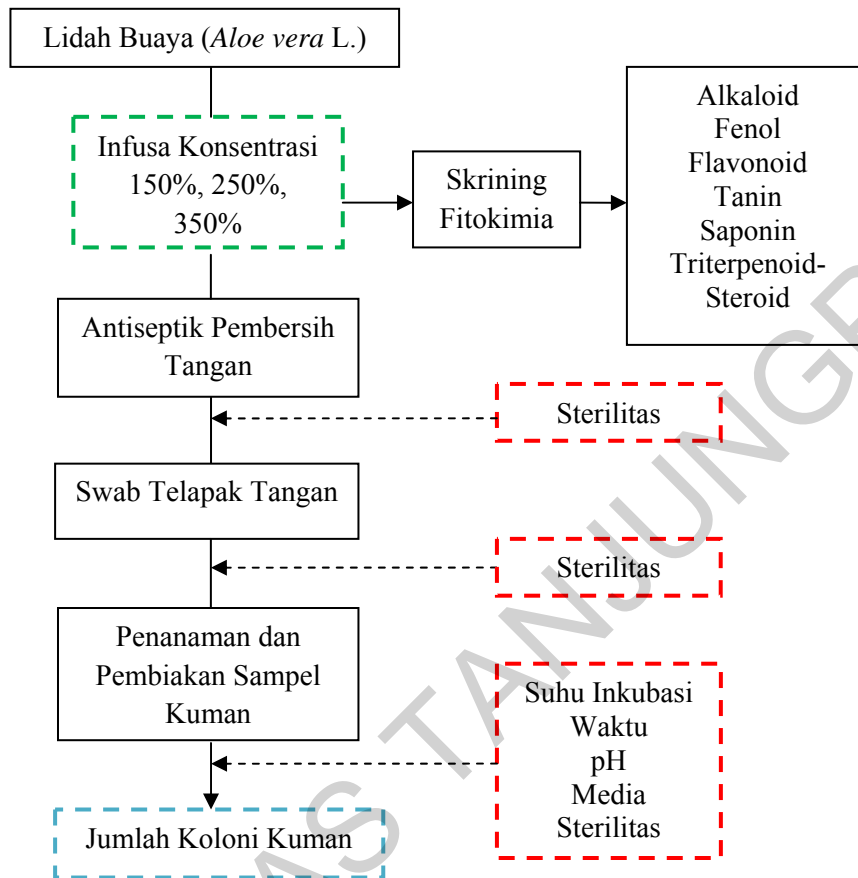 Lidah Buaya (Aloe vera L.)
Infusa Konsentrasi
150%, 250%,
350%
Skrining
Fitokimia
Alkaloid
Fenol
Flavonoid
Tanin
Saponin
Triterpenoid-
Steroid
Antiseptik Pembersih
Tangan
Sterilitas
Swab Telapak Tangan
Sterilitas
Penanaman dan
Pembiakan Sampel
Kuman
Suhu Inkubasi
Waktu
pH
Media
Sterilitas
Jumlah Koloni Kuman
AS TANJUNGP